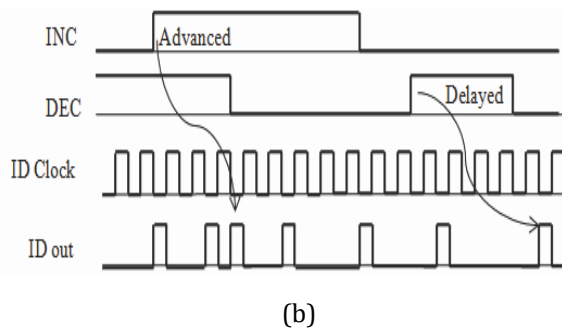 INC
Advanced
DEC
Delayed
ID Clock
ID out
(b)